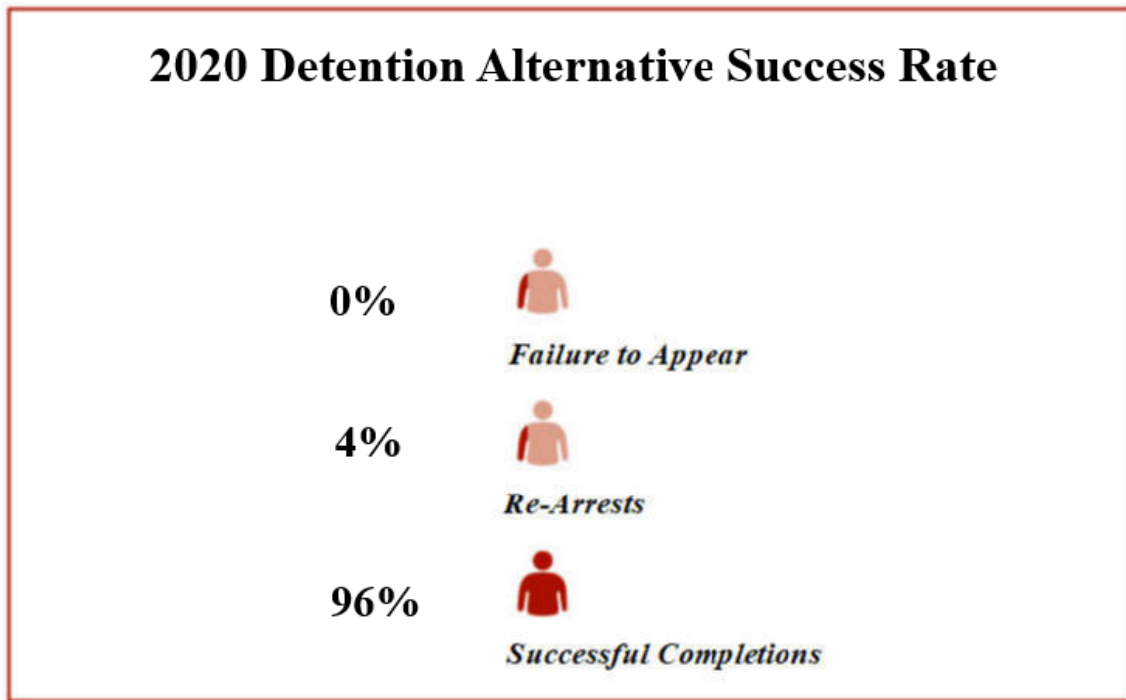 2020 Detention Alternative Success Rate
0%
Failure to Appear
4%
Re-Arrests
96%
Successful Completions